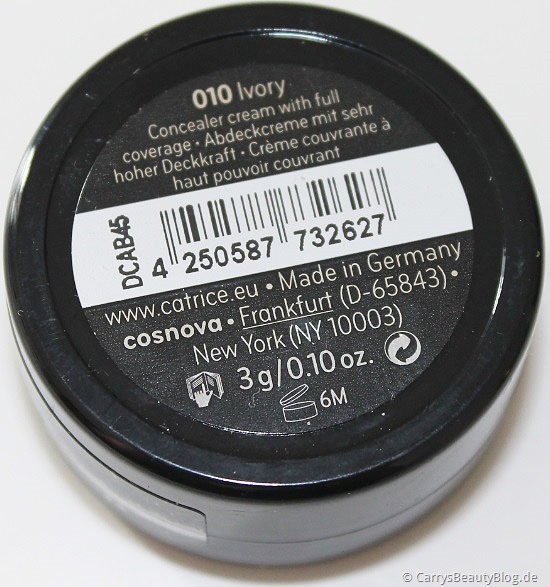 010 Ivory
Concealer cream with full
coverage • Abdeckcreme mit sehr
hoher Deckkraft • Crème couvrante à
haut pouvoir couvrant
DCAB45
4 250587 732627
www.catrice.eu • Made in Germany
cosnova • Frankfurt (D-65843) •
New York (NY 10003)
3 g/0.10 oz.
6M
© CarrysBeautyBlog.de